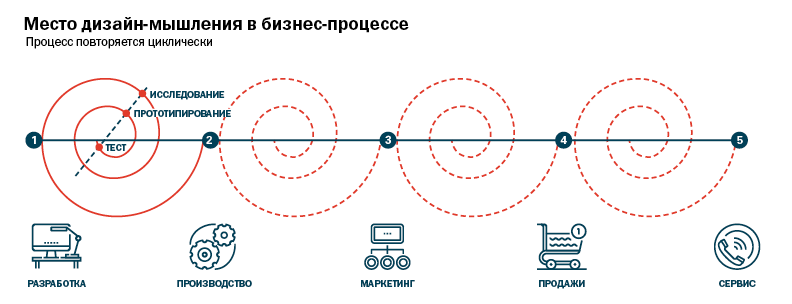 Место дизайн-мышления в бизнес-процессе
Процесс повторяется циклически
ИССЛЕДОВАНИЕ
ПРОТОТИПИРОВАНИЕ
ТЕСТ
1
2
3
4
5
1
РАЗРАБОТКА
ПРОИЗВОДСТВО
МАРКЕТИНГ
ПРОДАЖИ
СЕРВИС